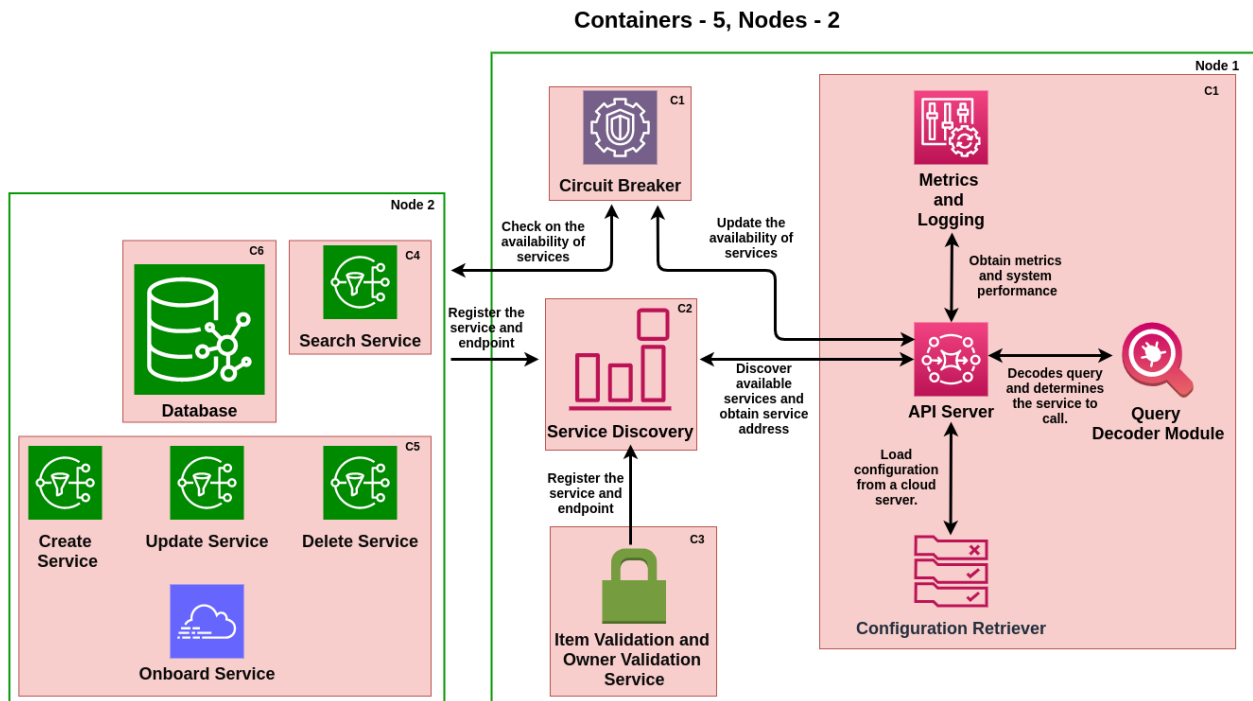 Containers - 5, Nodes - 2
Node 1
C1
Circuit Breaker
C1
Metrics
and
Logging
Node 2
Check on the
availability of
services
Update the
availability of
services
Obtain metrics
and system
performance
C6
Database
C4
Search Service
Register the
service and
endpoint
C2
Service Discovery
Discover
available
services and
obtain service
address
API Server
Decodes query
and determines
the service to
call.
Query
Decoder Module
C5
Create
Service
Update Service
Delete Service
Onboard Service
Register the
service and
endpoint
C3
Item Validation and
Owner Validation
Service
Load
configuration
from a cloud
server.
Configuration Retriever